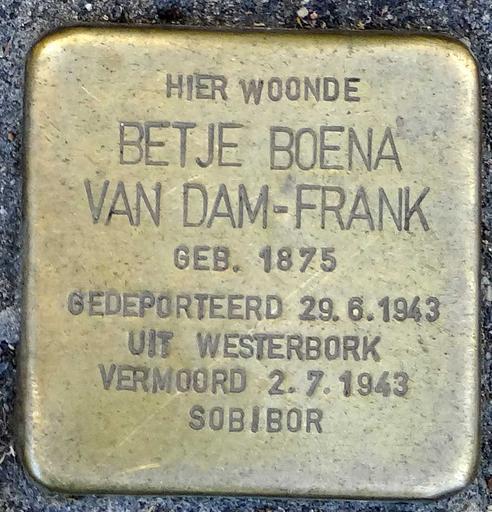 HIER WOONDE
BETJE BOENA
VAN DAM-FRANK
GEB. 1875
GEDEPORTEERD 29.6.1943
UIT WESTERBORK
VERMOORD 2.7.1943
SOBIBOR